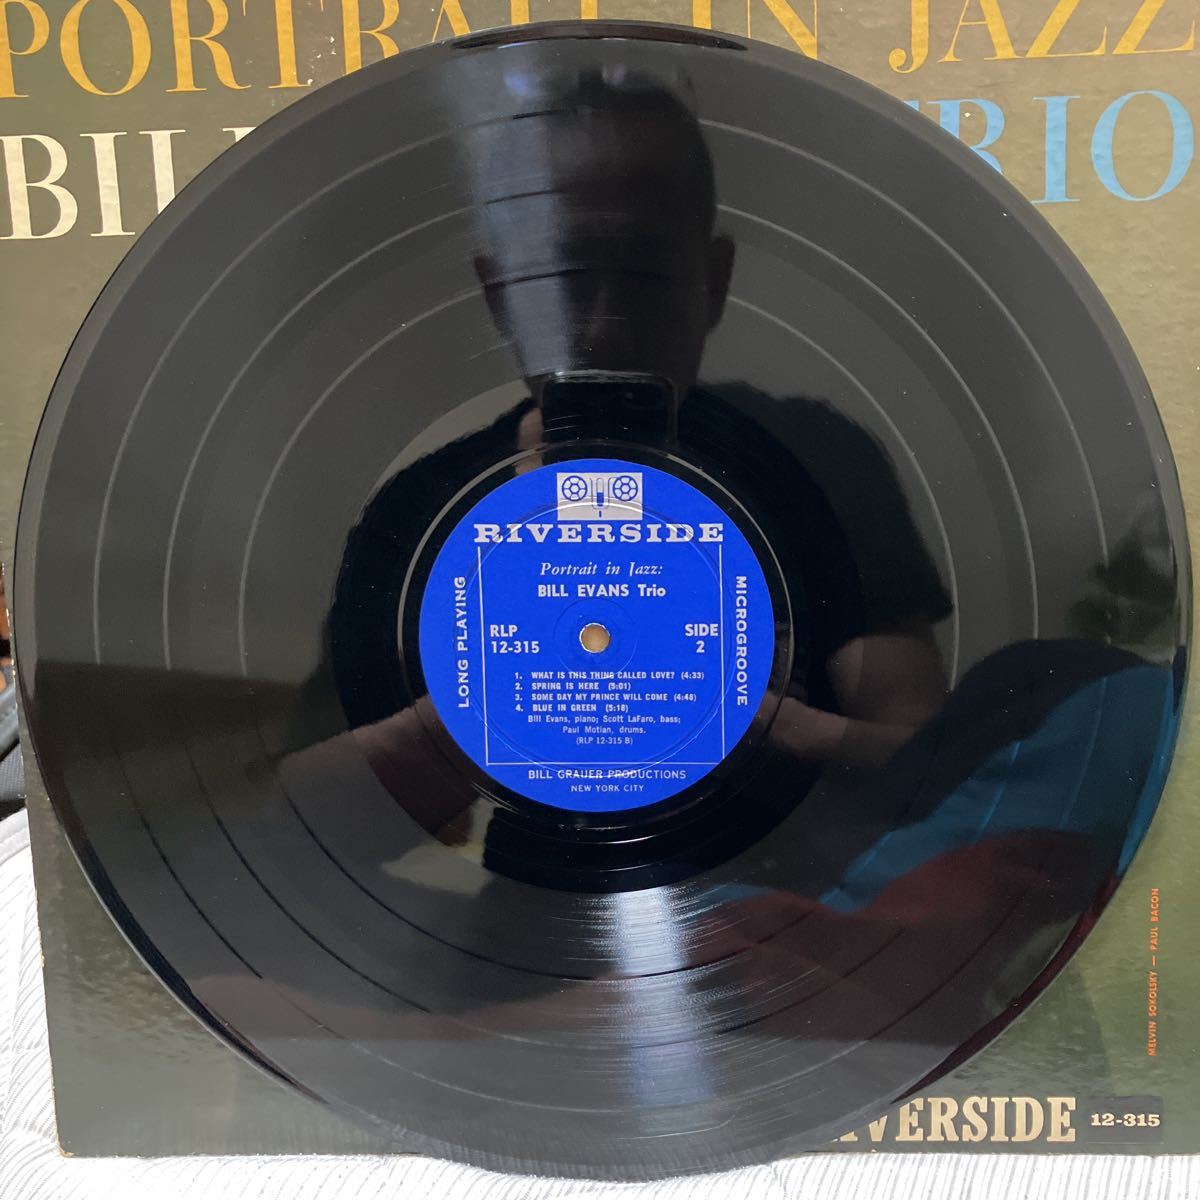 PORTRAIT IN JAZZ
BIL RIO
RIVERSIDE
Portrait in Jazz:
BILL EVANS Trio
LONG PLAYING
MICROGROOVE
RLP
12-315
SIDE
2
1. WHAT IS THIS THING CALLED LOVE? (4:33)
2. SPRING IS HERE (5:01)
3. SOME DAY MY PRINCE WILL COME (4:48)
4. BLUE IN GREEN (5:18)
Bill Evans, piano; Scott LaFaro, bass;
Paul Motian, drums.
(RLP 12-315 B)
BILL GRAUER PRODUCTIONS
NEW YORK CITY
MELVIN SOKOLSKY — PAUL BACON
RIVERSIDE 12-315